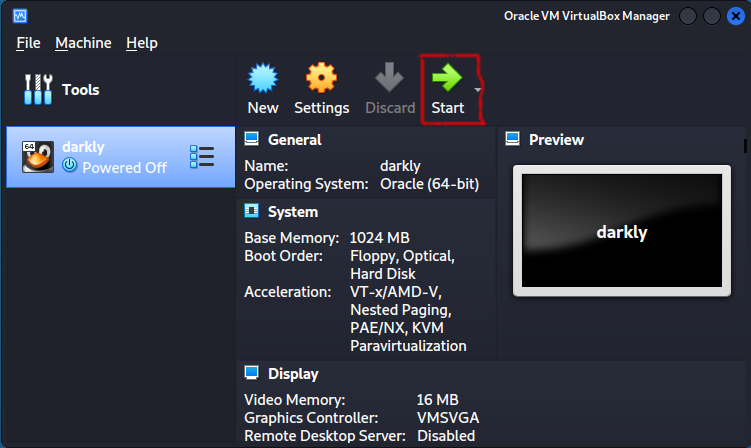 Oracle VM VirtualBox Manager
File Machine Help
Tools
New Settings Discard Start
64
darkly
Powered Off
General
Name: darkly
Operating System: Oracle (64-bit)
System
Base Memory: 1024 MB
Boot Order: Floppy, Optical,
Hard Disk
Acceleration: VT-x/AMD-V,
Nested Paging,
PAE/NX, KVM
Paravirtualization
Preview
darkly
Display
Video Memory: 16 MB
Graphics Controller: VMSVGA
Remote Desktop Server: Disabled